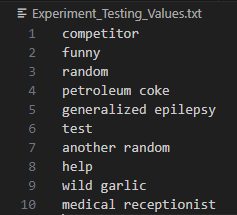 Experiment_Testing_Values.txt
1 competitor
2 funny
3 random
4 petroleum coke
5 generalized epilepsy
6 test
7 another random
8 help
9 wild garlic
10 medical receptionist